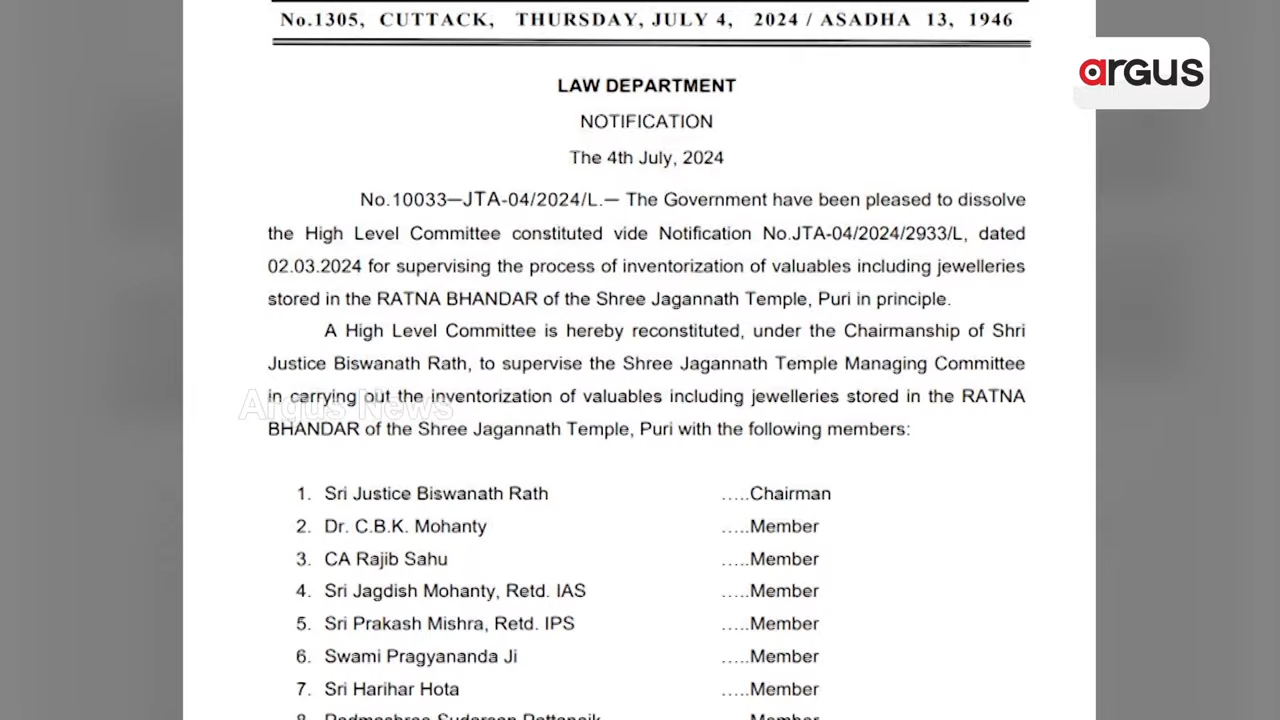 No.1305, CUTTACK, THURSDAY, JULY 4, 2024 / ASADHA 13, 1946
argus
LAW DEPARTMENT
NOTIFICATION
The 4th July, 2024
No.10033—JTA-04/2024/L.— The Government have been pleased to dissolve
the High Level Committee constituted vide Notification No.JTA-04/2024/2933/L, dated
02.03.2024 for supervising the process of inventorization of valuables including jewelleries
stored in the RATNA BHANDAR of the Shree Jagannath Temple, Puri in principle.
A High Level Committee is hereby reconstituted, under the Chairmanship of Shri
Justice Biswanath Rath, to supervise the Shree Jagannath Temple Managing Committee
in carrying out the inventorization of valuables including jewelleries stored in the RATNA
Argus News
BHANDAR of the Shree Jagannath Temple, Puri with the following members:
1. Sri Justice Biswanath Rath .....Chairman
2. Dr. C.B.K. Mohanty .....Member
3. CA Rajib Sahu .....Member
4. Sri Jagdish Mohanty, Retd. IAS .....Member
5. Sri Prakash Mishra, Retd. IPS .....Member
6. Swami Pragyananda Ji .....Member
7. Sri Harihar Hota .....Member
8. Padmashree Sudarsan Pattanaik .....Member